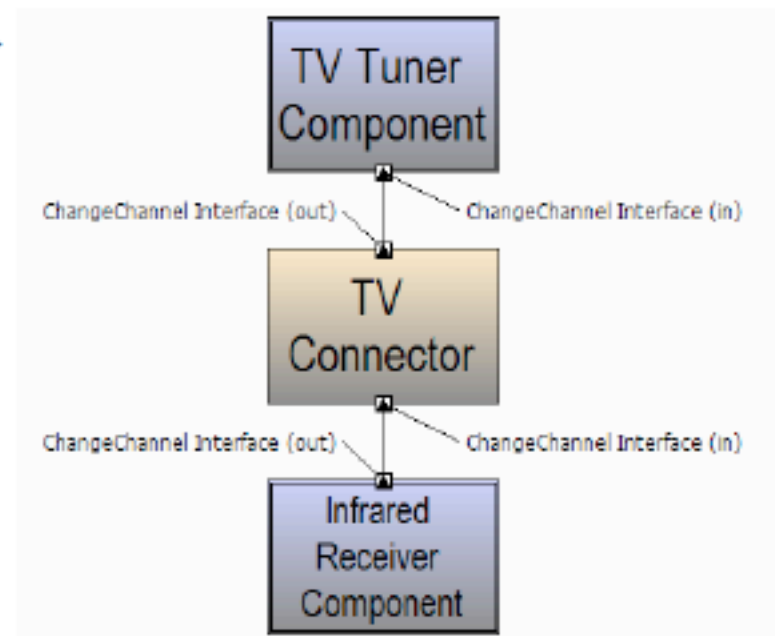 TV Tuner
Component
ChangeChannel Interface (out)
ChangeChannel Interface (in)
TV
Connector
ChangeChannel Interface (out)
ChangeChannel Interface (in)
Infrared
Receiver
Component